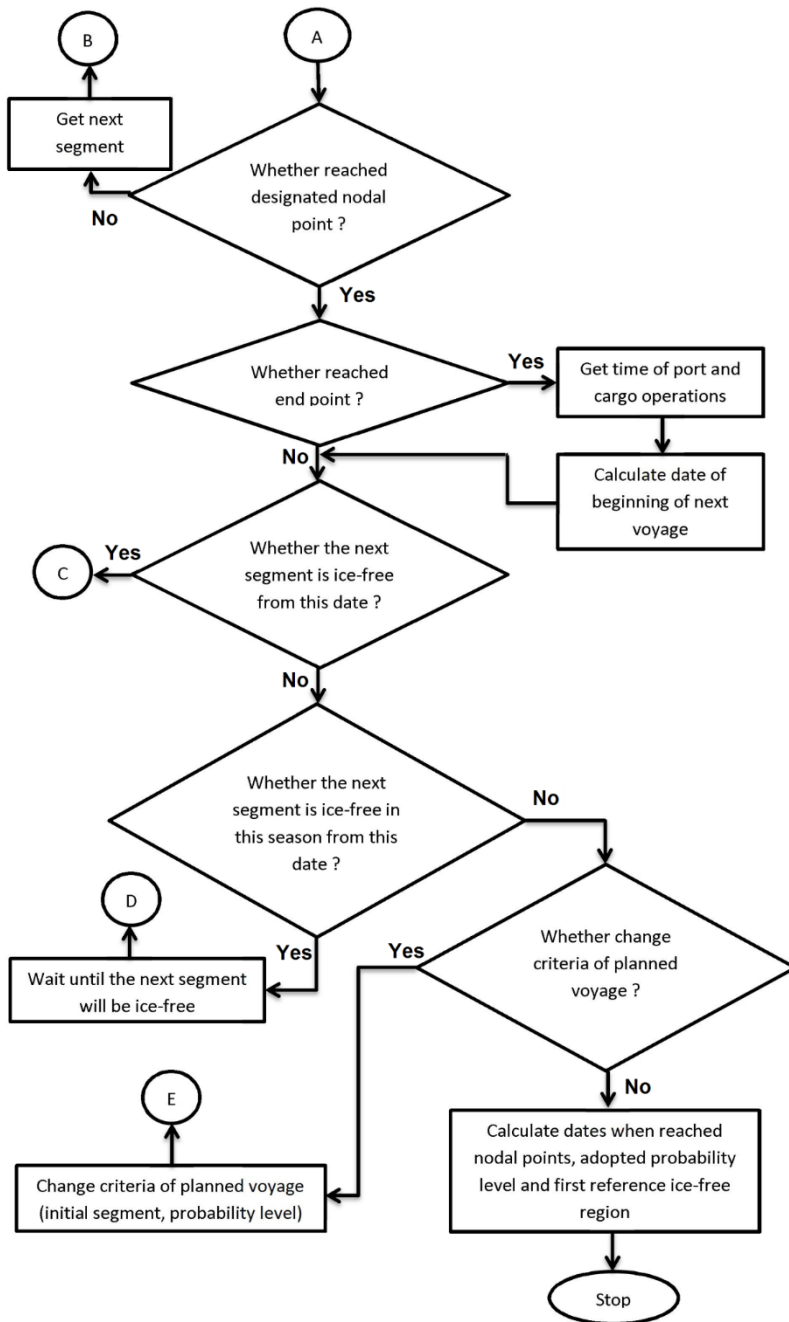 B
A
Get next
segment
Whether reached
designated nodal
point ?
No
Yes
Whether reached
end point ?
Yes
Get time of port and
cargo operations
No
Calculate date of
beginning of next
voyage
Whether the next
segment is ice-free
from this date ?
Yes
C
No
Whether the next
segment is ice-free in
this season from this
date ?
No
D
Yes
Wait until the next segment
will be ice-free
Whether change
criteria of planned
voyage ?
Yes
No
E
Change criteria of planned voyage
(initial segment, probability level)
Calculate dates when reached
nodal points, adopted probability
level and first reference ice-free
region
Stop